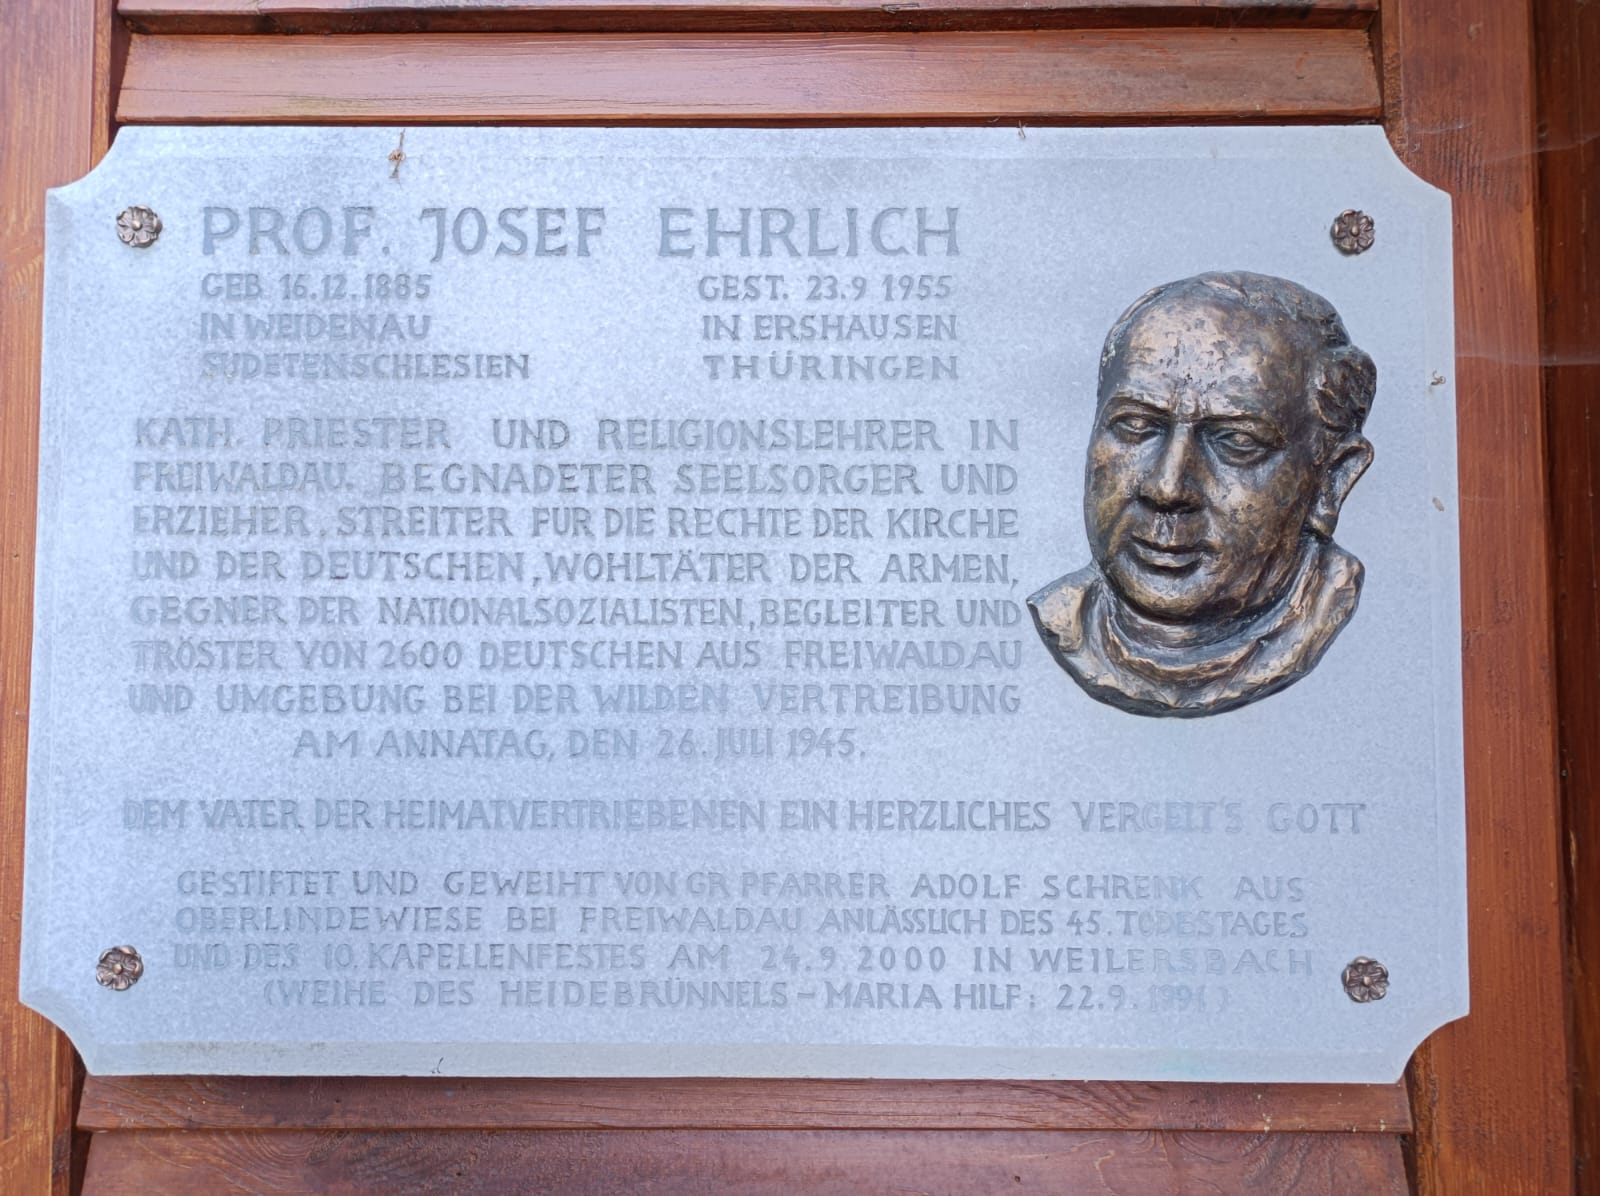 PROF. JOSEF EHRLICH
GEB. 16.12.1885 GEST. 23.9 1955
IN WEIDENAU IN ERSHAUSEN
SUDETENSCHLESIEN THÜRINGEN
KATH. PRIESTER UND RELIGIONSLEHRER IN
FREIWALDAU. BEGNADETER SEELSORGER UND
ERZIEHER, STREITER FÜR DIE RECHTE DER KIRCHE
UND DER DEUTSCHEN, WOHLTÄTER DER ARMEN,
GEGNER DER NATIONALSOZIALISTEN, BEGLEITER UND
TRÖSTER VON 2600 DEUTSCHEN AUS FREIWALDAU
UND UMGEBUNG BEI DER WILDEN VERTREIBUNG
AM ANNATAG, DEN 26. JULI 1945.
DEM VATER DER HEIMATVERTRIEBENEN EIN HERZLICHES VERGELT'S GOTT
GESTIFTET UND GEWEIHT VON GR PFARRER ADOLF SCHRENK AUS
OBERLINDEWIESE BEI FREIWALDAU ANLÄSSLICH DES 45. TODESTAGES
UND DES 10. KAPELLENFESTES AM 24.9 2000 IN WEILERSBACH
(WEIHE DES HEIDEBRÜNNELS - MARIA HILF: 22.9.